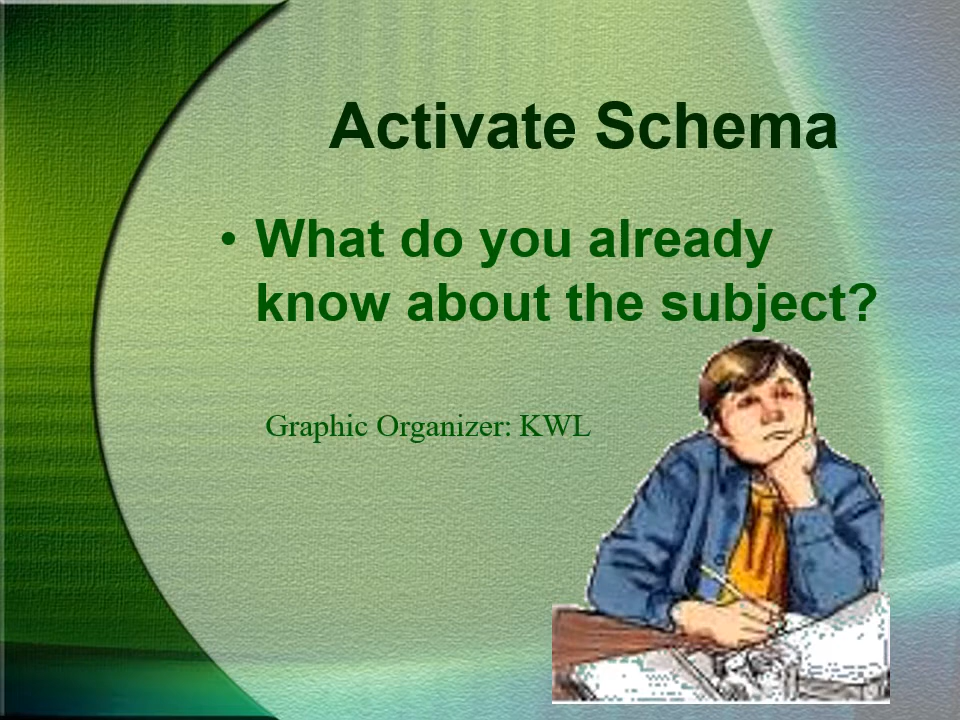 Activate Schema
• What do you already
know about the subject?
Graphic Organizer: KWL